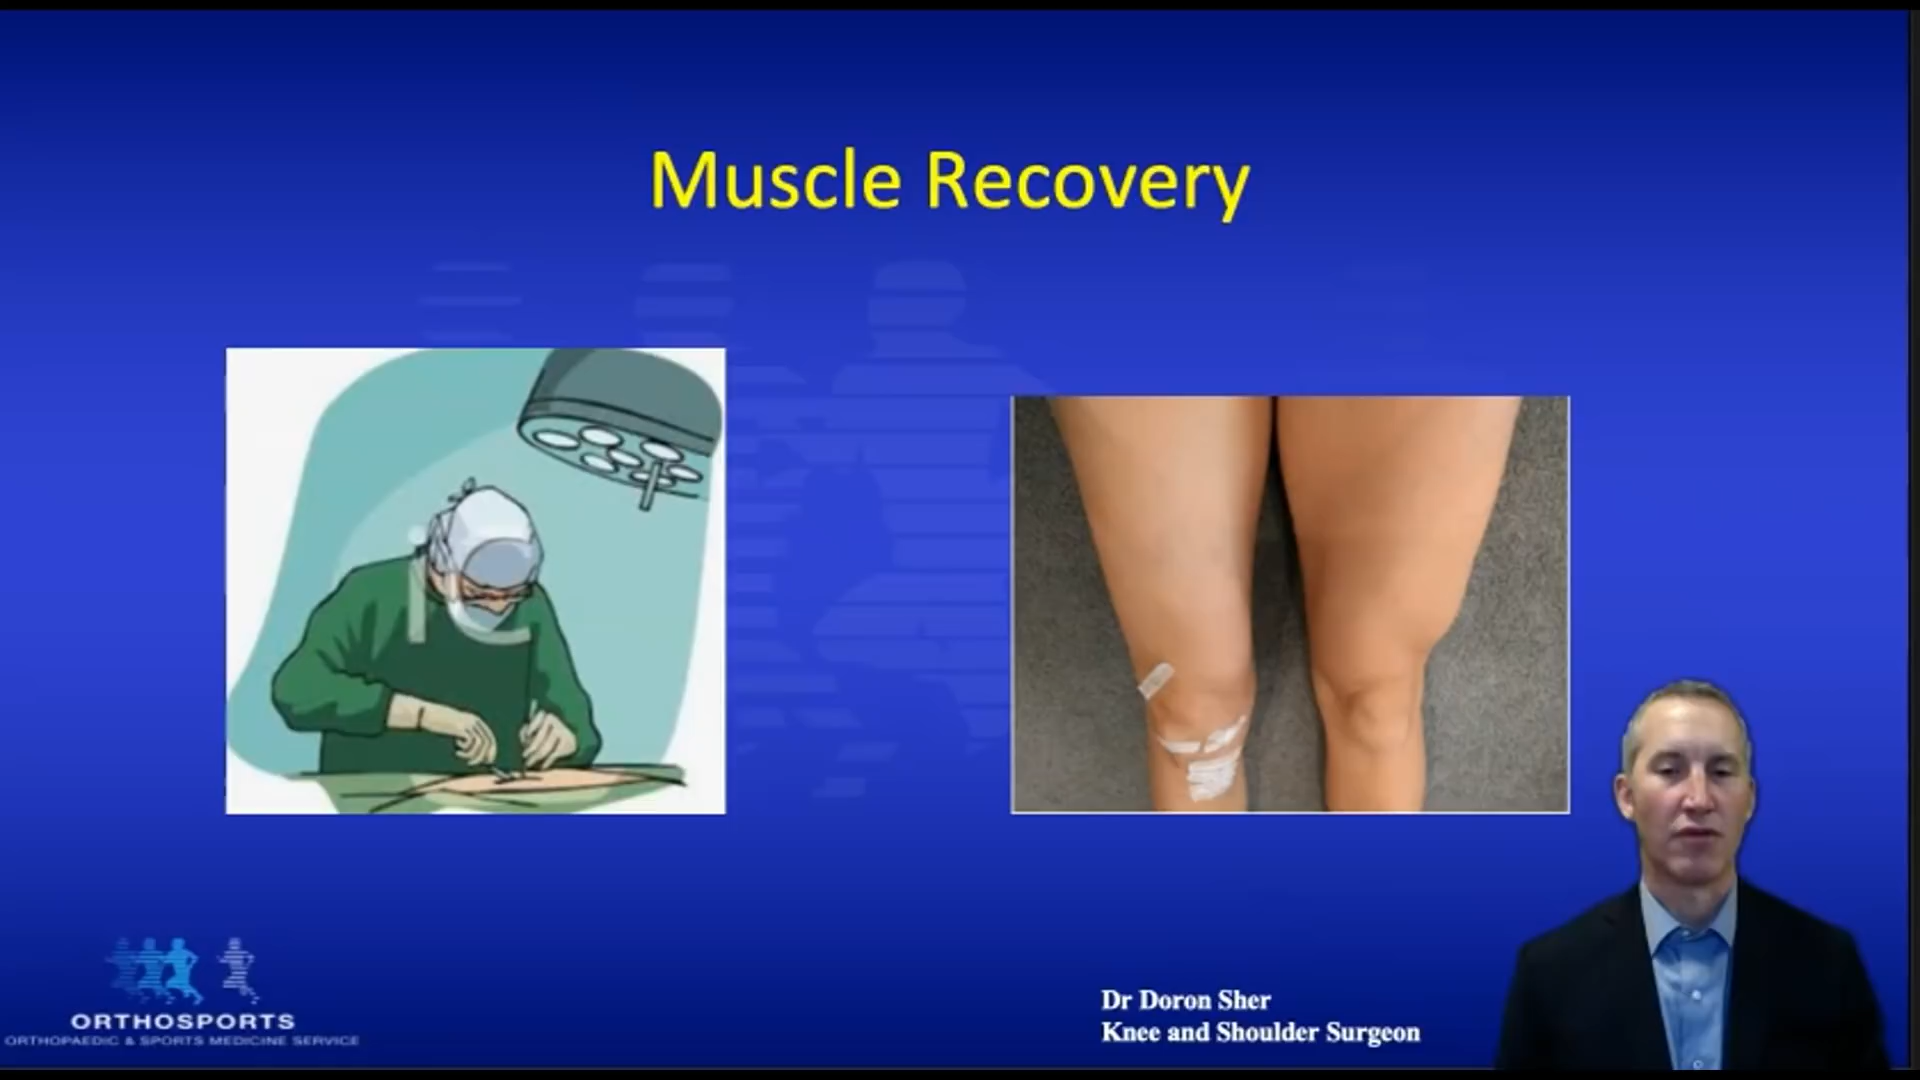 Muscle Recovery
ORTHOSPORTS
ORTHOPAEDIC & SPORTS MEDICINE SERVICE
Dr Doron Sher
Knee and Shoulder Surgeon